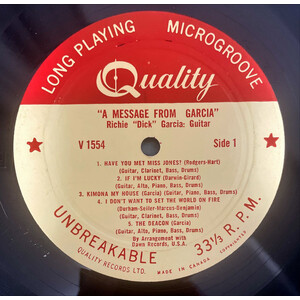 LONG PLAYING MICROGROOVE
Quality
"A MESSAGE FROM GARCIA"
Richie "Dick" Garcia: Guitar
V 1554
Side 1
1. HAVE YOU MET MISS JONES? (Rodgers-Hart)
Guitar, Clarinet, Bass, Drums
2. IF I'M LUCKY (Darwin-Girard)
Guitar, Alto, Piano, Bass, Drums
3. KIMONA MY HOUSE (Garcia) Guitar, Piano, Bass, Drums
4. I DON'T WANT TO SET THE WORLD ON FIRE
(Durham-Seiler-Marcus-Benjamin)
Guitar, Clarinet, Bass, Drums
5. THE DEACON (Garcia)
Guitar, Alto, Piano, Bass, Drums
By Arrangement with
Dawn Records, U.S.A.
UNBREAKABLE
33⅓ R.P.M.
QUALITY RECORDS LTD.
MADE IN CANADA
COPYRIGHTED